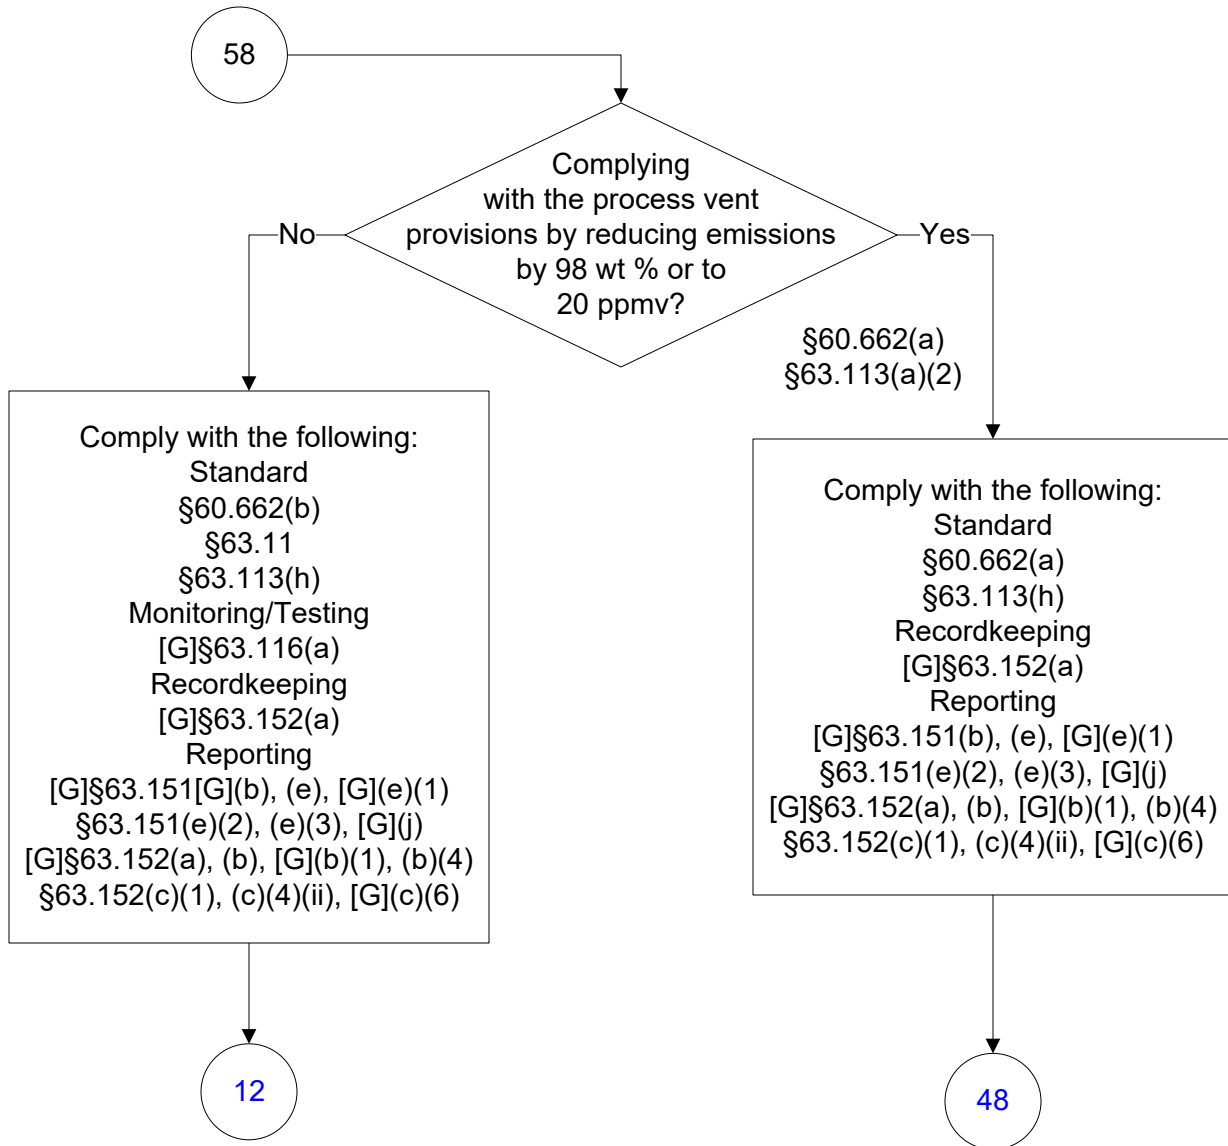 58
Complying
with the process vent
provisions by reducing emissions
by 98 wt % or to
20 ppmv?
No
Yes
§60.662(a)
§63.113(a)(2)
Comply with the following:
Standard
§60.662(b)
§63.11
§63.113(h)
Monitoring/Testing
[G]§63.116(a)
Recordkeeping
[G]§63.152(a)
Reporting
[G]§63.151[G](b), (e), [G](e)(1)
§63.151(e)(2), (e)(3), [G](j)
[G]§63.152(a), (b), [G](b)(1), (b)(4)
§63.152(c)(1), (c)(4)(ii), [G](c)(6)
Comply with the following:
Standard
§60.662(a)
§63.113(h)
Recordkeeping
[G]§63.152(a)
Reporting
[G]§63.151(b), (e), [G](e)(1)
§63.151(e)(2), (e)(3), [G](j)
[G]§63.152(a), (b), [G](b)(1), (b)(4)
§63.152(c)(1), (c)(4)(ii), [G](c)(6)
12
48